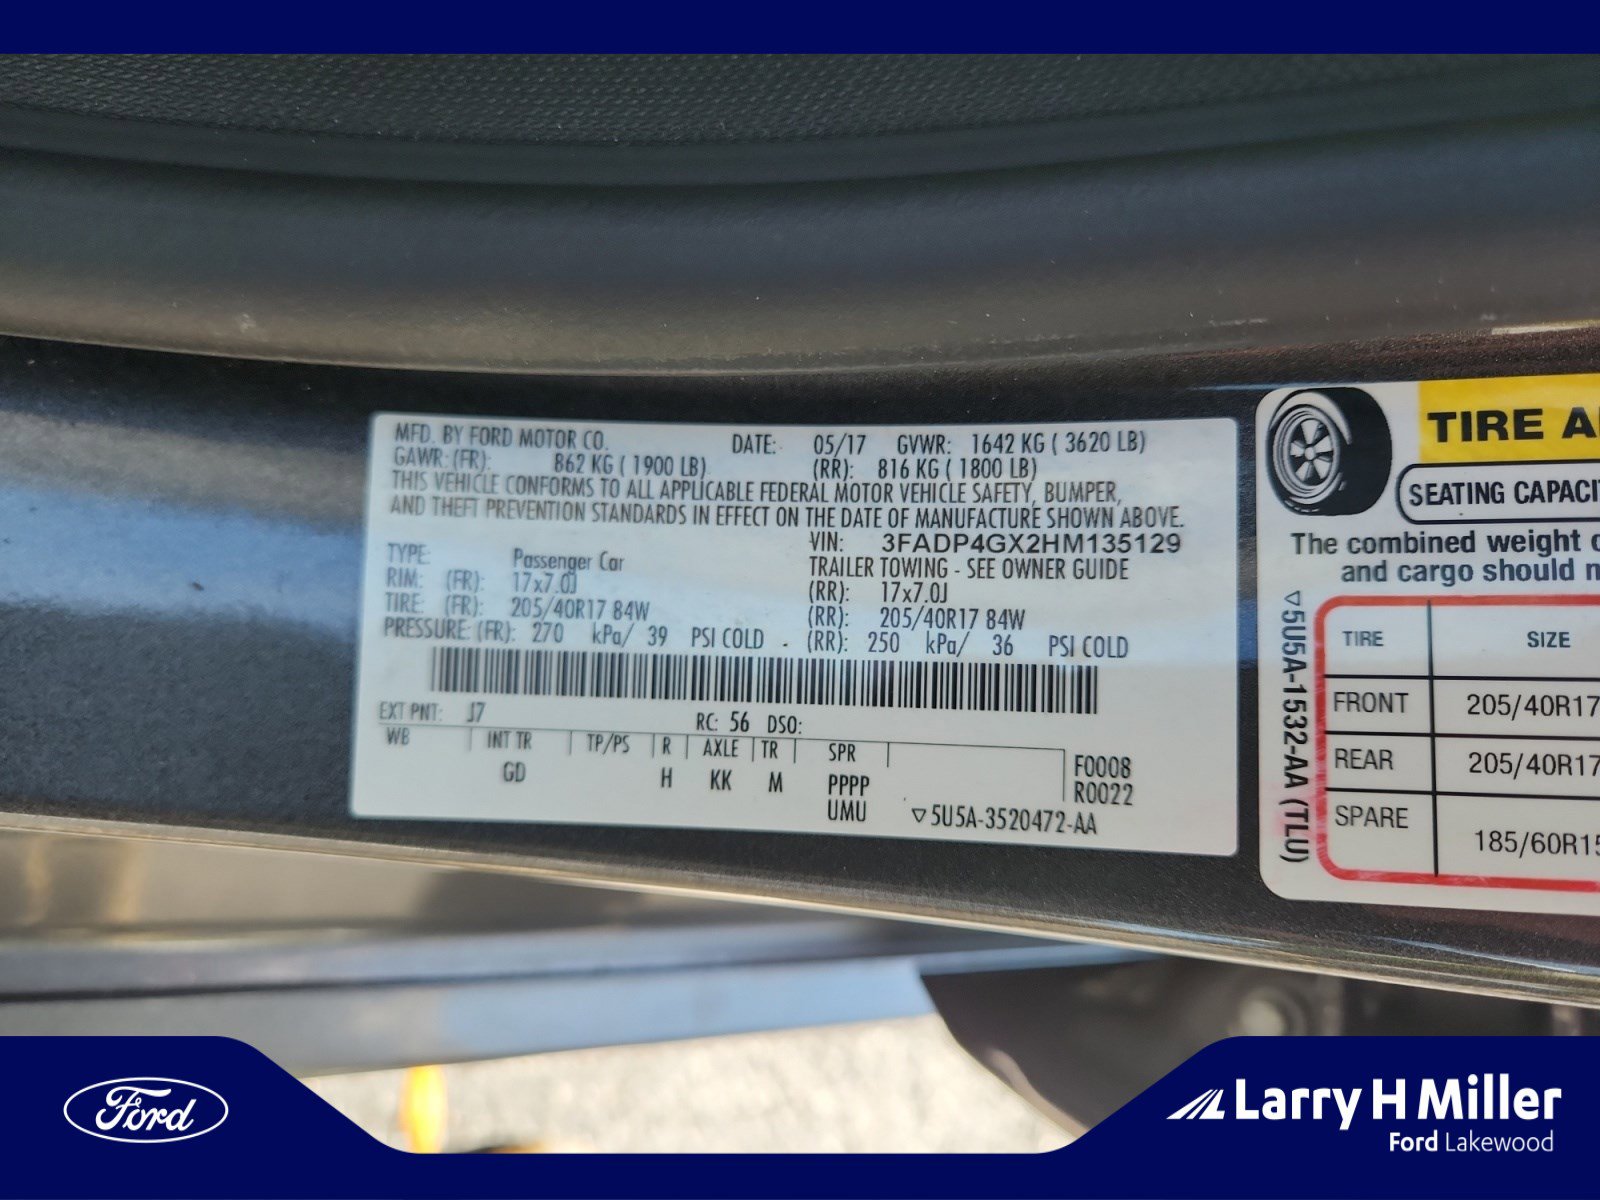 MFD. BY FORD MOTOR CO. DATE: 05/17 GVWR: 1642 KG ( 3620 LB)
GAWR: (FR): 862 KG ( 1900 LB) (RR): 816 KG ( 1800 LB)
THIS VEHICLE CONFORMS TO ALL APPLICABLE FEDERAL MOTOR VEHICLE SAFETY, BUMPER,
AND THEFT PREVENTION STANDARDS IN EFFECT ON THE DATE OF MANUFACTURE SHOWN ABOVE.
VIN: 3FADP4GX2HM135129
TYPE: Passenger Car TRAILER TOWING - SEE OWNER GUIDE
RIM: (FR): 17x7.0J (RR): 17x7.0J
TIRE: (FR): 205/40R17 84W (RR): 205/40R17 84W
PRESSURE: (FR): 270 kPa/ 39 PSI COLD - (RR): 250 kPa/ 36 PSI COLD
EXT PNT: J7 RC: 56 DSO:
WB INT TR TP/PS R AXLE TR SPR
GD H KK M PPPP
UMU
F0008
R0022
▽5U5A-3520472-AA
TIRE A
SEATING CAPACI
The combined weight
and cargo should
▽5U5A-1532-AA (TLU)
TIRE SIZE
FRONT 205/40R17
REAR 205/40R17
SPARE 185/60R15
Ford
Larry H Miller
Ford Lakewood